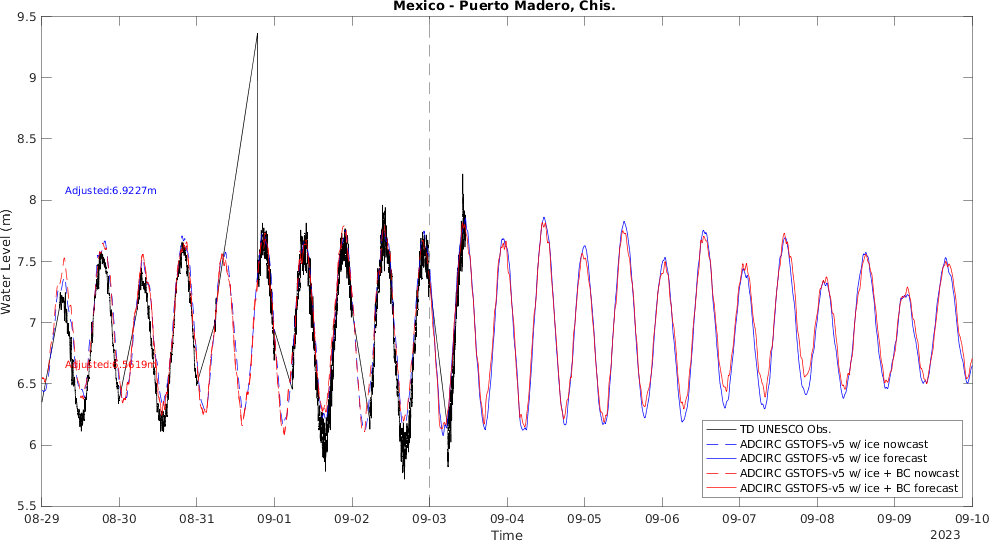 Mexico - Puerto Madero, Chis.
9.5
9
8.5
8
7.5
7
6.5
6
5.5
Water Level (m)
Adjusted:6.9227m
TD UNESCO Obs.
ADCIRC GSTOFS-v5 w/ ice nowcast
ADCIRC GSTOFS-v5 w/ ice forecast
ADCIRC GSTOFS-v5 w/ ice + BC nowcast
ADCIRC GSTOFS-v5 w/ ice + BC forecast
08-29 08-30 08-31 09-01 09-02 09-03 09-04 09-05 09-06 09-07 09-08 09-09 09-10
Time
2023